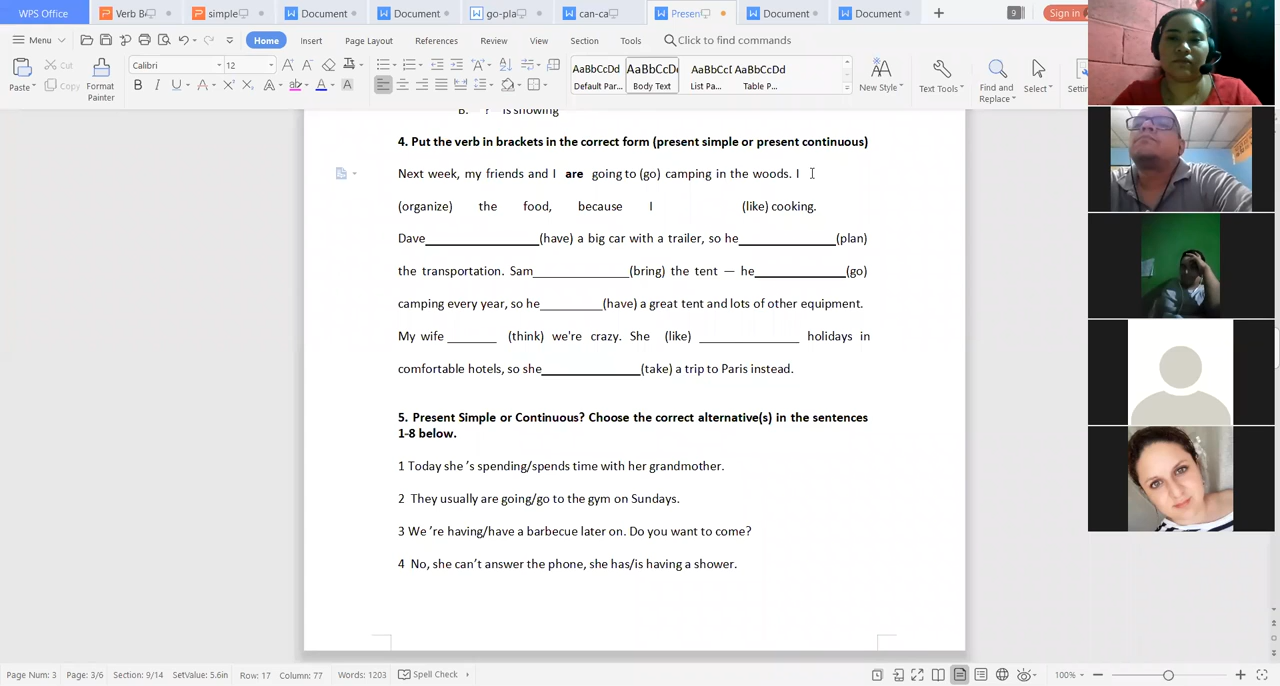 WPS Office Verb B simple Document Document go-pla can-ca Presen Document Document + 9 Sign in
Menu Home Insert Page Layout References Review View Section Tools Click to find commands
Calibri 12 AaBbCcDd AaBbCcDd AaBbCcI AaBbCcDd
Paste Cut Copy Format Painter Default Par... Body Text List Pa... Table P... New Style Text Tools Find and Replace Select
B. is showing
4. Put the verb in brackets in the correct form (present simple or present continuous)
Next week, my friends and I are going to (go) camping in the woods. I
(organize) the food, because I (like) cooking.
Dave_________________(have) a big car with a trailer, so he______________(plan)
the transportation. Sam______________(bring) the tent — he_____________(go)
camping every year, so he_________(have) a great tent and lots of other equipment.
My wife _______ (think) we're crazy. She (like) ______________ holidays in
comfortable hotels, so she______________(take) a trip to Paris instead.
5. Present Simple or Continuous? Choose the correct alternative(s) in the sentences
1-8 below.
1 Today she ’s spending/spends time with her grandmother.
2 They usually are going/go to the gym on Sundays.
3 We ’re having/have a barbecue later on. Do you want to come?
4 No, she can’t answer the phone, she has/is having a shower.
Page Num: 3 Page: 3/6 Section: 9/14 SetValue: 5.6in Row: 17 Column: 77 Words: 1203 Spell Check 100%